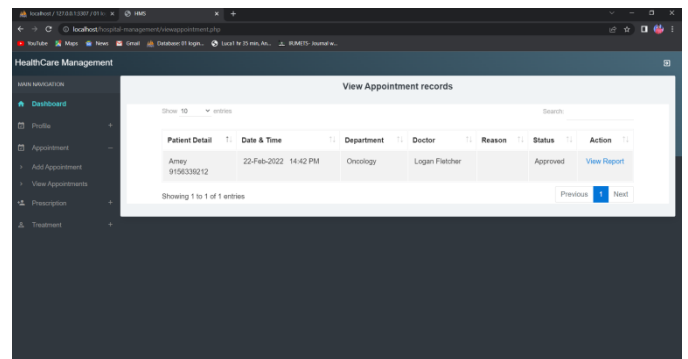 localhost / 127.0.0.1:3307 / 01 lo
HMS
localhost/hospital-management/viewappointment.php
YouTube Maps News Gmail Database: 01 login... Luca1 hr 35 min, An... IRJMETS- Journal w...
HealthCare Management
MAIN NAVIGATION
View Appointment records
Dashboard
Show 10 entries
Search:
Profile
Patient Detail Date & Time Department Doctor Reason Status Action
Appointment
Amey 22-Feb-2022 14:42 PM Oncology Logan Fletcher Approved View Report
9156339212
Add Appointment
View Appointments
Showing 1 to 1 of 1 entries
Previous 1 Next
Prescription
Treatment